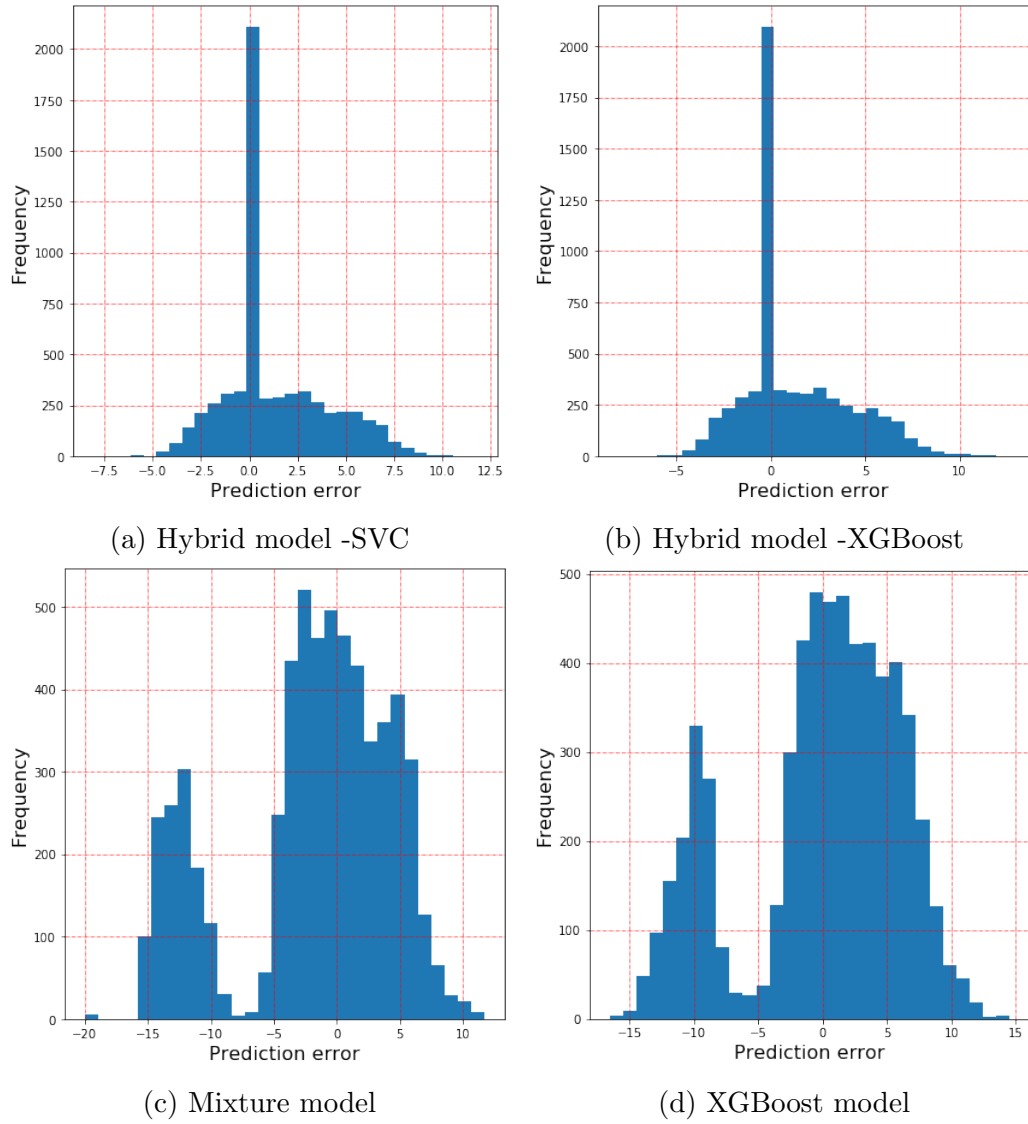 2000
1750
1500
1250
1000
750
500
250
0
Frequency
−7.5 −5.0 −2.5 0.0 2.5 5.0 7.5 10.0 12.5
Prediction error
(a) Hybrid model -SVC
2000
1750
1500
1250
1000
750
500
250
0
Frequency
−5 0 5 10
Prediction error
(b) Hybrid model -XGBoost
500
400
300
200
100
0
Frequency
−20 −15 −10 −5 0 5 10
Prediction error
(c) Mixture model
500
400
300
200
100
0
Frequency
−15 −10 −5 0 5 10 15
Prediction error
(d) XGBoost model